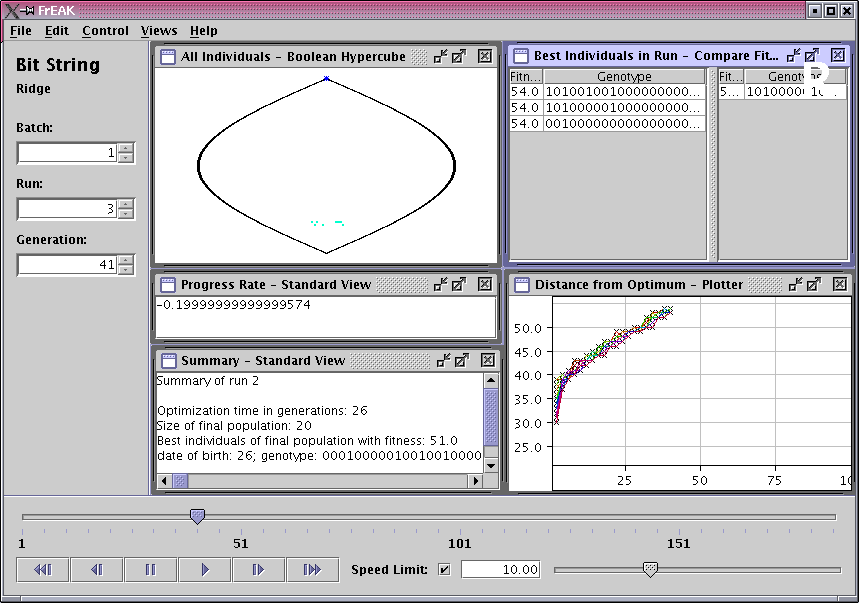 FrEAK
File Edit Control Views Help
Bit String
Ridge
Batch:
1
Run:
3
Generation:
41
All Individuals - Boolean Hypercube
Progress Rate - Standard View
-0.19999999999999574
Summary - Standard View
Summary of run 2
Optimization time in generations: 26
Size of final population: 20
Best individuals of final population with fitness: 51.0
date of birth: 26; genotype: 00010000010010010000
Best Individuals in Run - Compare Fit...
Fitn... Genotype
54.0 101001001000000000...
54.0 101000001000000000...
54.0 001000000000000000...
Fit...
5...
Distance from Optimum - Plotter
50.0
45.0
40.0
35.0
30.0
25.0
25 50 75 10
1 51 101 151
Speed Limit: 10.00